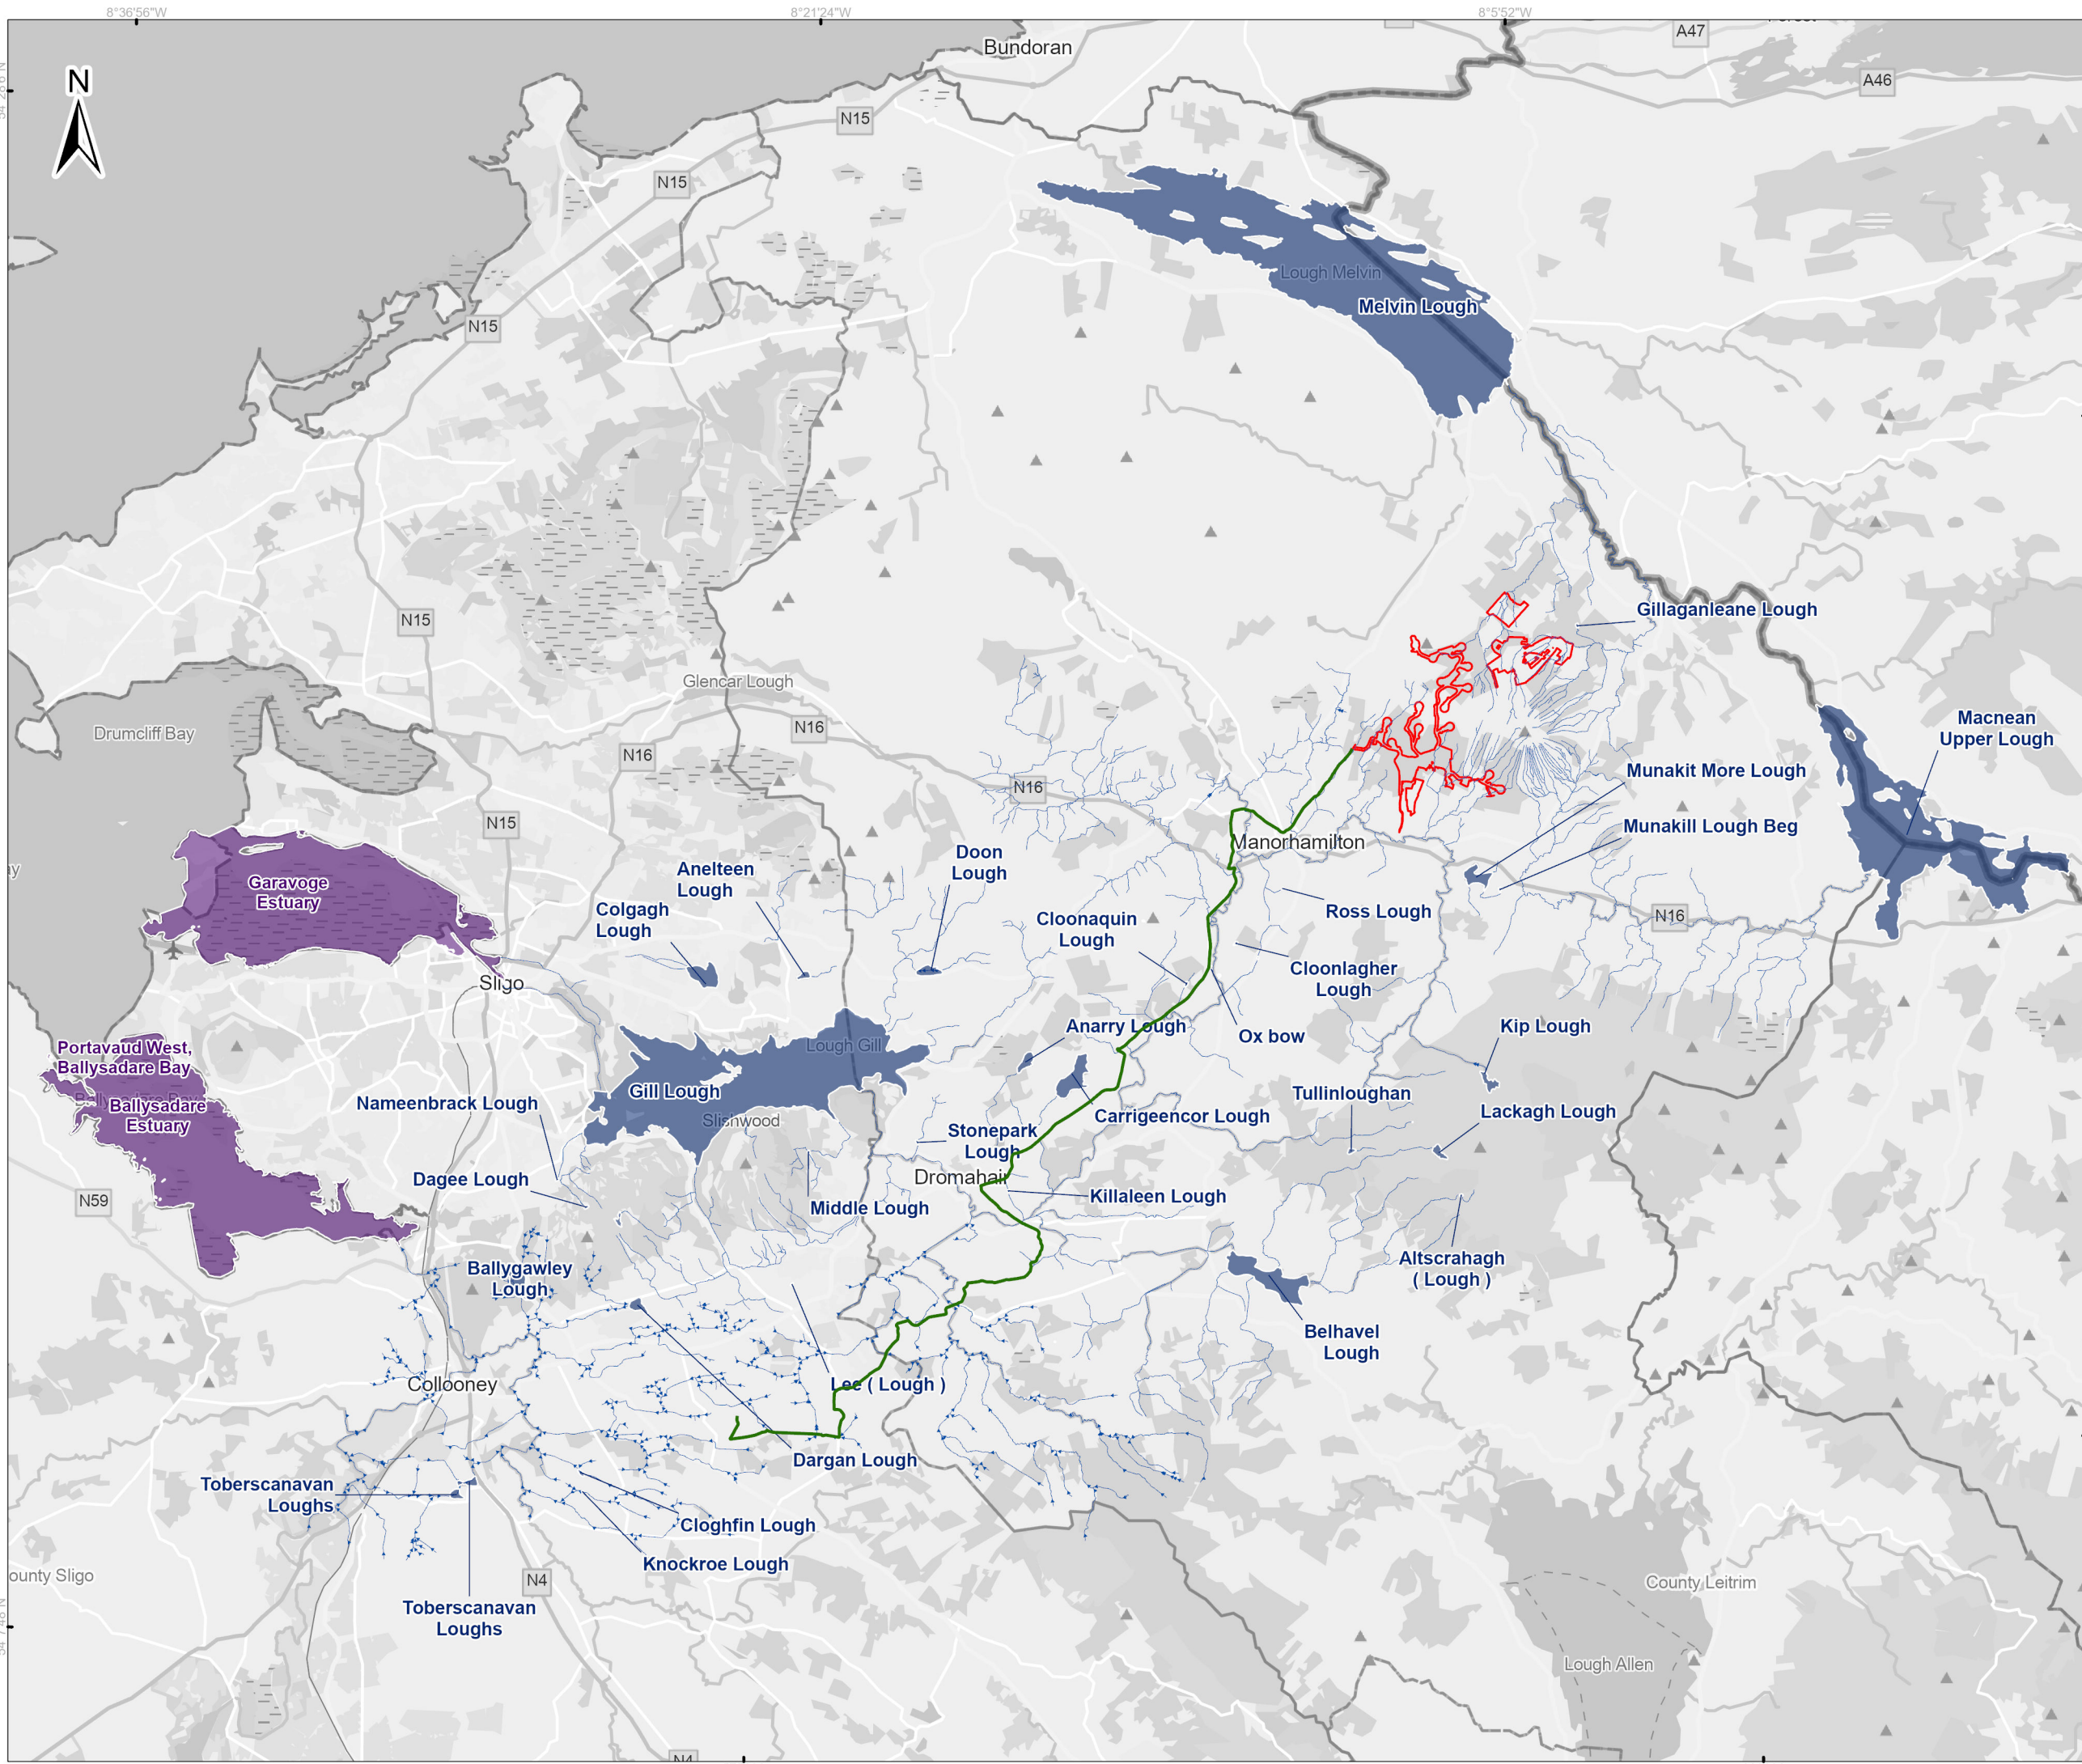 8°36'56"W
8°21'24"W
8°5'52"W
N
Bundoran
A47
A46
N15
N15
N15
Lough Melvin
Melvin Lough
Gillaganleane Lough
N15
Glencar Lough
Drumcliff Bay
N16
N16
N16
Macnean
Upper Lough
Munakit More Lough
Munakill Lough Beg
N15
Manorhamilton
Garavoge
Estuary
Anelteen
Lough
Doon
Lough
Colgagh
Lough
Cloonaquin
Lough
Ross Lough
N16
Sligo
Cloonlagher
Lough
Anarry Lough
Ox bow
Kip Lough
Portavaud West,
Ballysadare Bay
Lough Gill
Gill Lough
Slishwood
Ballysadare
Estuary
Nameenbrack Lough
Tullinloughan
Lackagh Lough
Carrigeencor Lough
Stonepark
Lough
Dagee Lough
Dromahair
Killaleen Lough
N59
Middle Lough
Ballygawley
Lough
Altscrahagh
( Lough )
Belhavel
Lough
Collooney
Lee ( Lough )
Dargan Lough
Toberscanavan
Loughs
Cloghfin Lough
Knockroe Lough
N4
ounty Sligo
County Leitrim
Toberscanavan
Loughs
Lough Allen
N4